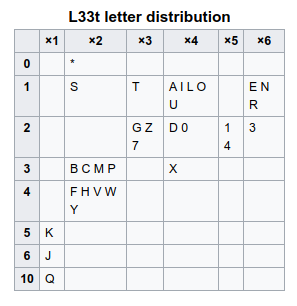 L33t letter distribution
×1 ×2 ×3 ×4 ×5 ×6
0 *
1 S T A I L O U E N R
2 G Z 7 D 0 1 4 3
3 B C M P X
4 F H V W Y
5 K
6 J
10 Q